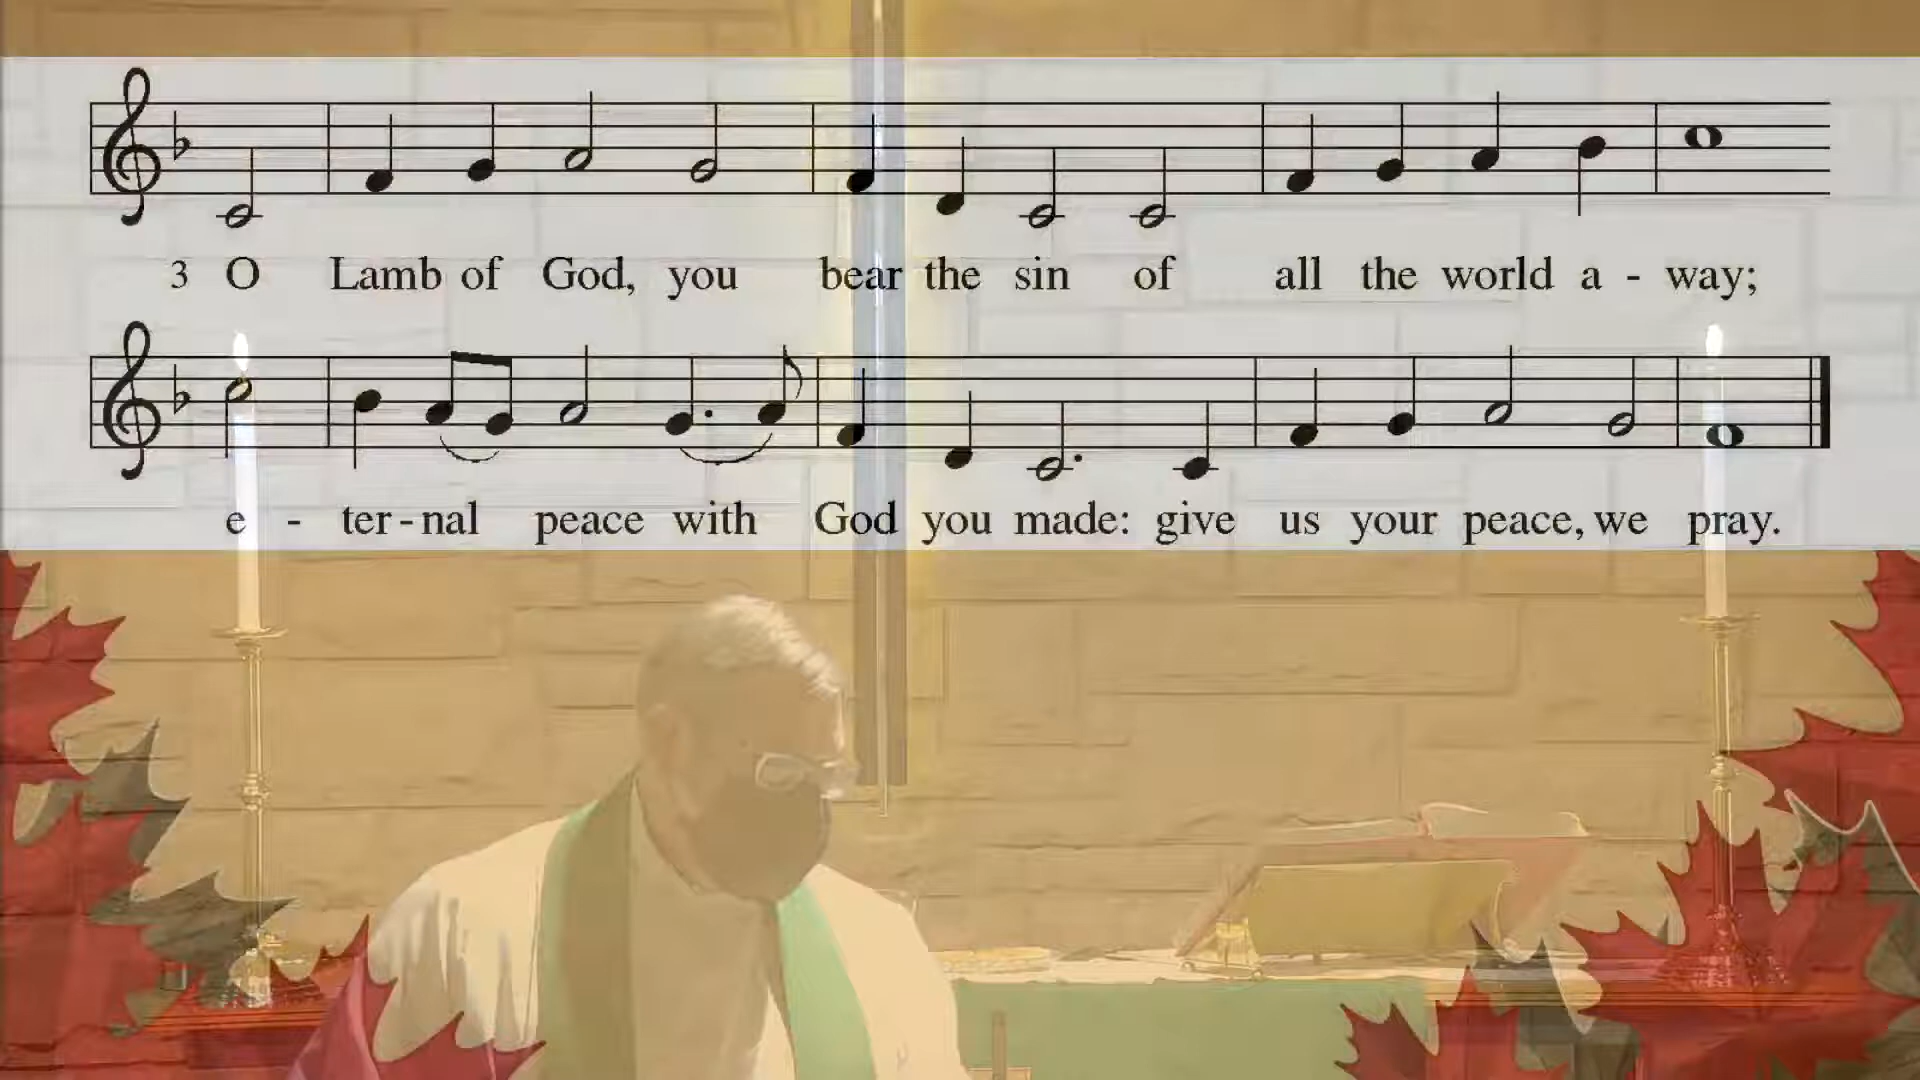 3 O Lamb of God, you bear the sin of all the world a - way;
e - ter - nal peace with God you made: give us your peace, we pray.